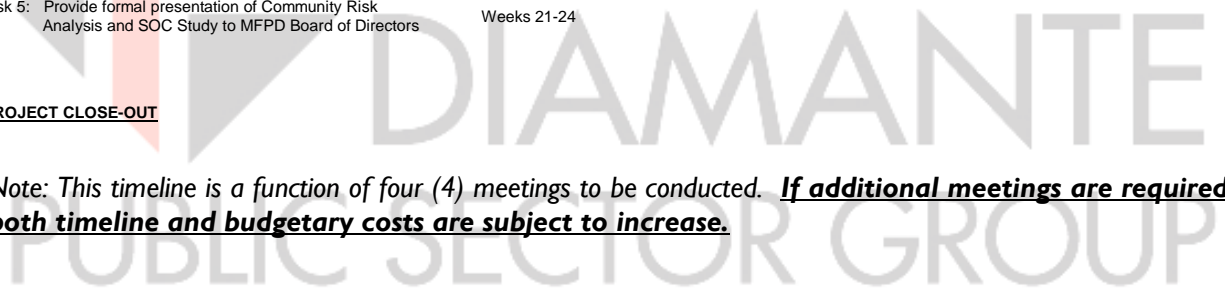 sk 5: Provide formal presentation of Community Risk
Analysis and SOC Study to MFPD Board of Directors Weeks 21-24
ROJECT CLOSE-OUT
Note: This timeline is a function of four (4) meetings to be conducted. If additional meetings are required
both timeline and budgetary costs are subject to increase.
DIAMANTE
PUBLIC SECTOR GROUP